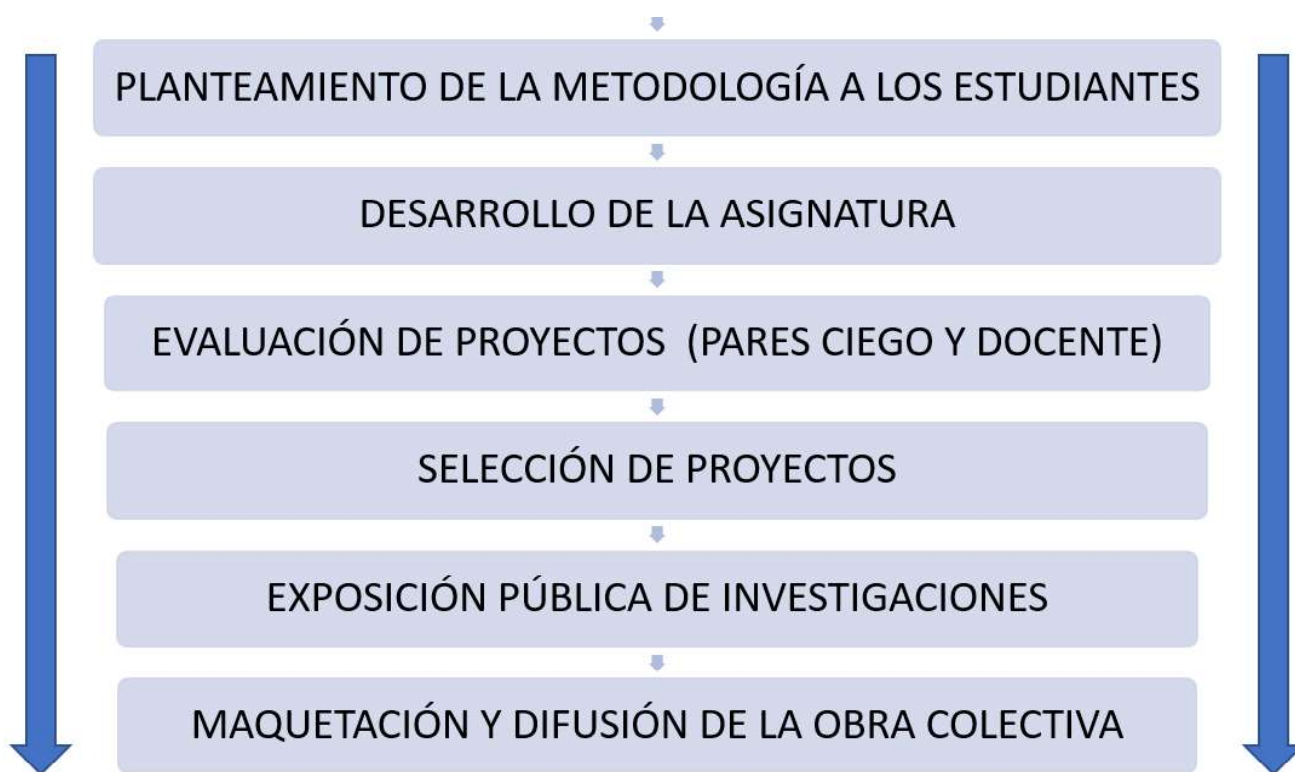 PLANTEAMIENTO DE LA METODOLOGÍA A LOS ESTUDIANTES
DESARROLLO DE LA ASIGNATURA
EVALUACIÓN DE PROYECTOS (PARES CIEGO Y DOCENTE)
SELECCIÓN DE PROYECTOS
EXPOSICIÓN PÚBLICA DE INVESTIGACIONES
MAQUETACIÓN Y DIFUSIÓN DE LA OBRA COLECTIVA